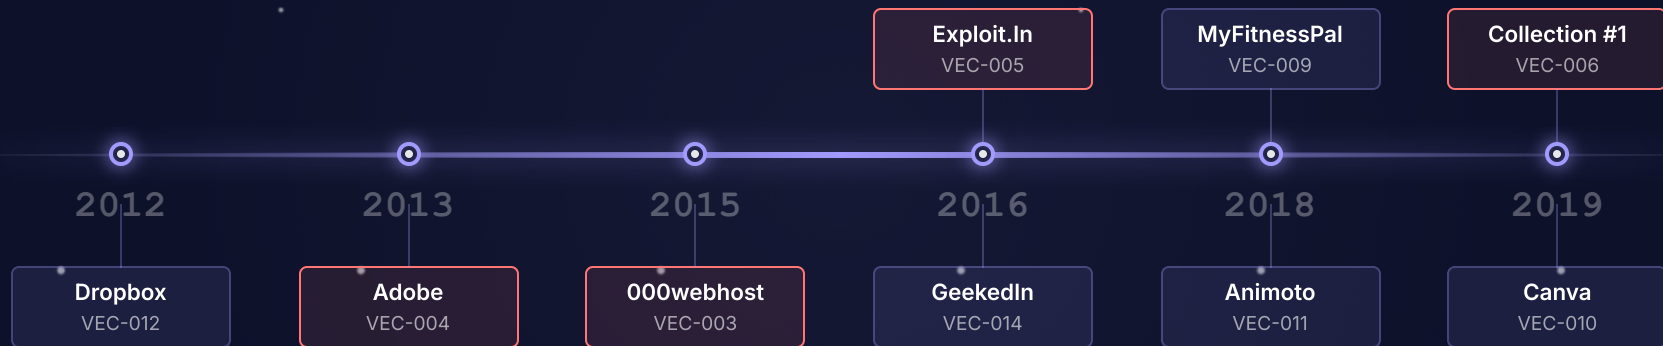 Exploit.In
VEC-005
MyFitnessPal
VEC-009
Collection #1
VEC-006
2012
2013
2015
2016
2018
2019
Dropbox
VEC-012
Adobe
VEC-004
000webhost
VEC-003
GeekedIn
VEC-014
Animoto
VEC-011
Canva
VEC-010